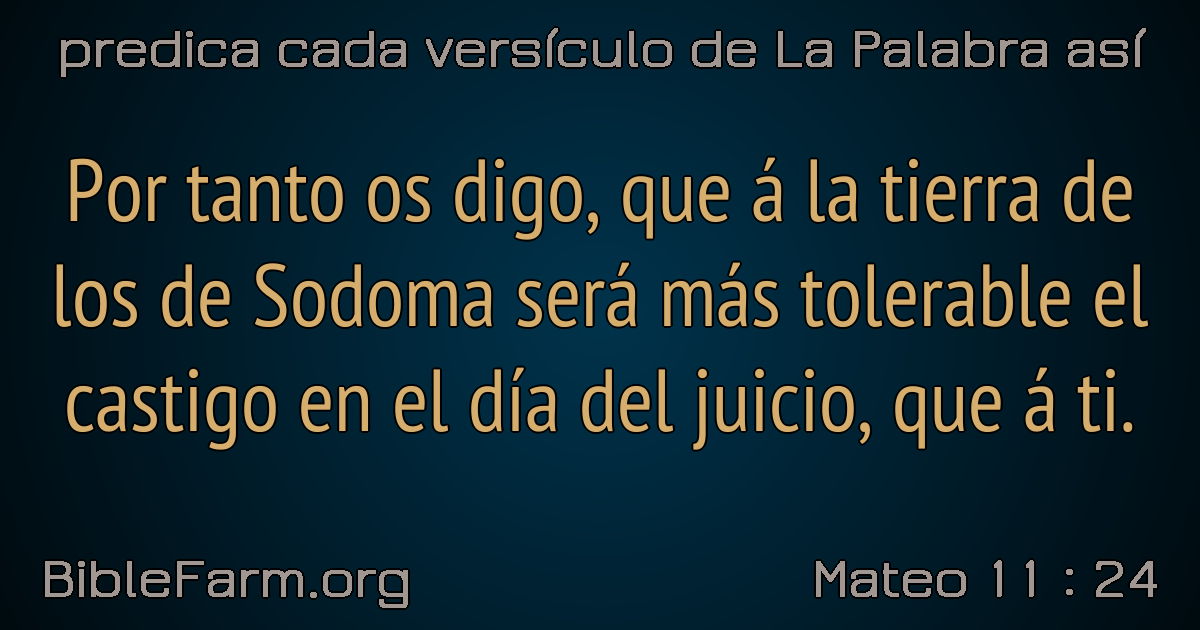 predica cada versículo de La Palabra así
Por tanto os digo, que á la tierra de
los de Sodoma será más tolerable el
castigo en el día del juicio, que á ti.
BibleFarm.org
Mateo 11 : 24